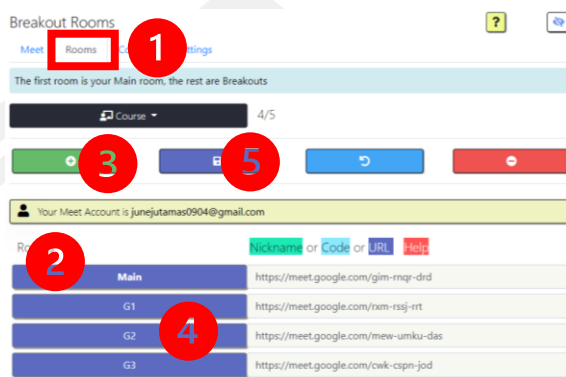 Breakout Rooms
?
Meet Rooms ttings
1
The first room is your Main room, the rest are Breakouts
Course 4/5
3 5
Your Meet Account is junejutamas0904@gmail.com
Nickname or Code or URL Help
2
Main https://meet.google.com/gim-rnqr-drd
G1 https://meet.google.com/rxm-rssj-rrt
4
G2 https://meet.google.com/mew-umku-das
G3 https://meet.google.com/cwk-cspn-jod